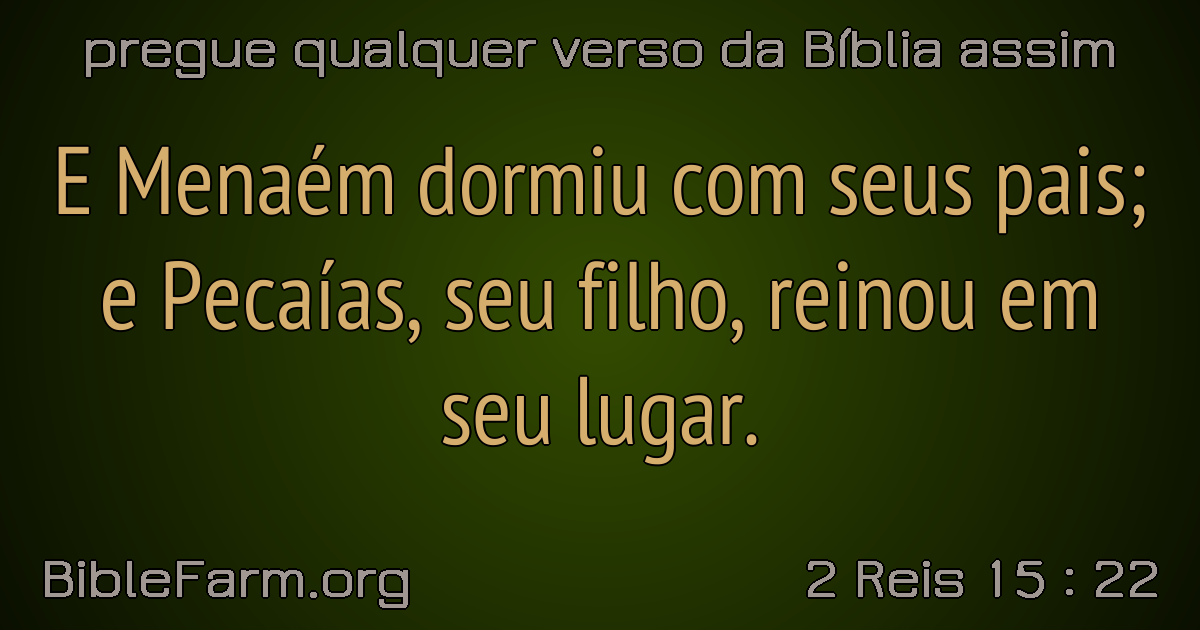 pregue qualquer verso da Bíblia assim
E Menaém dormiu com seus pais;
e Pecaías, seu filho, reinou em
seu lugar.
BibleFarm.org
2 Reis 15 : 22